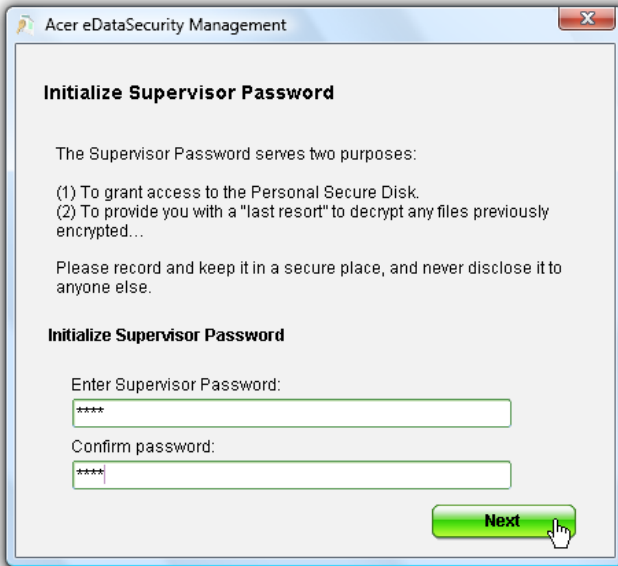 Acer eDataSecurity Management
Initialize Supervisor Password
The Supervisor Password serves two purposes:
(1) To grant access to the Personal Secure Disk.
(2) To provide you with a "last resort" to decrypt any files previously
encrypted...
Please record and keep it in a secure place, and never disclose it to
anyone else.
Initialize Supervisor Password
Enter Supervisor Password:
****
Confirm password:
****
Next